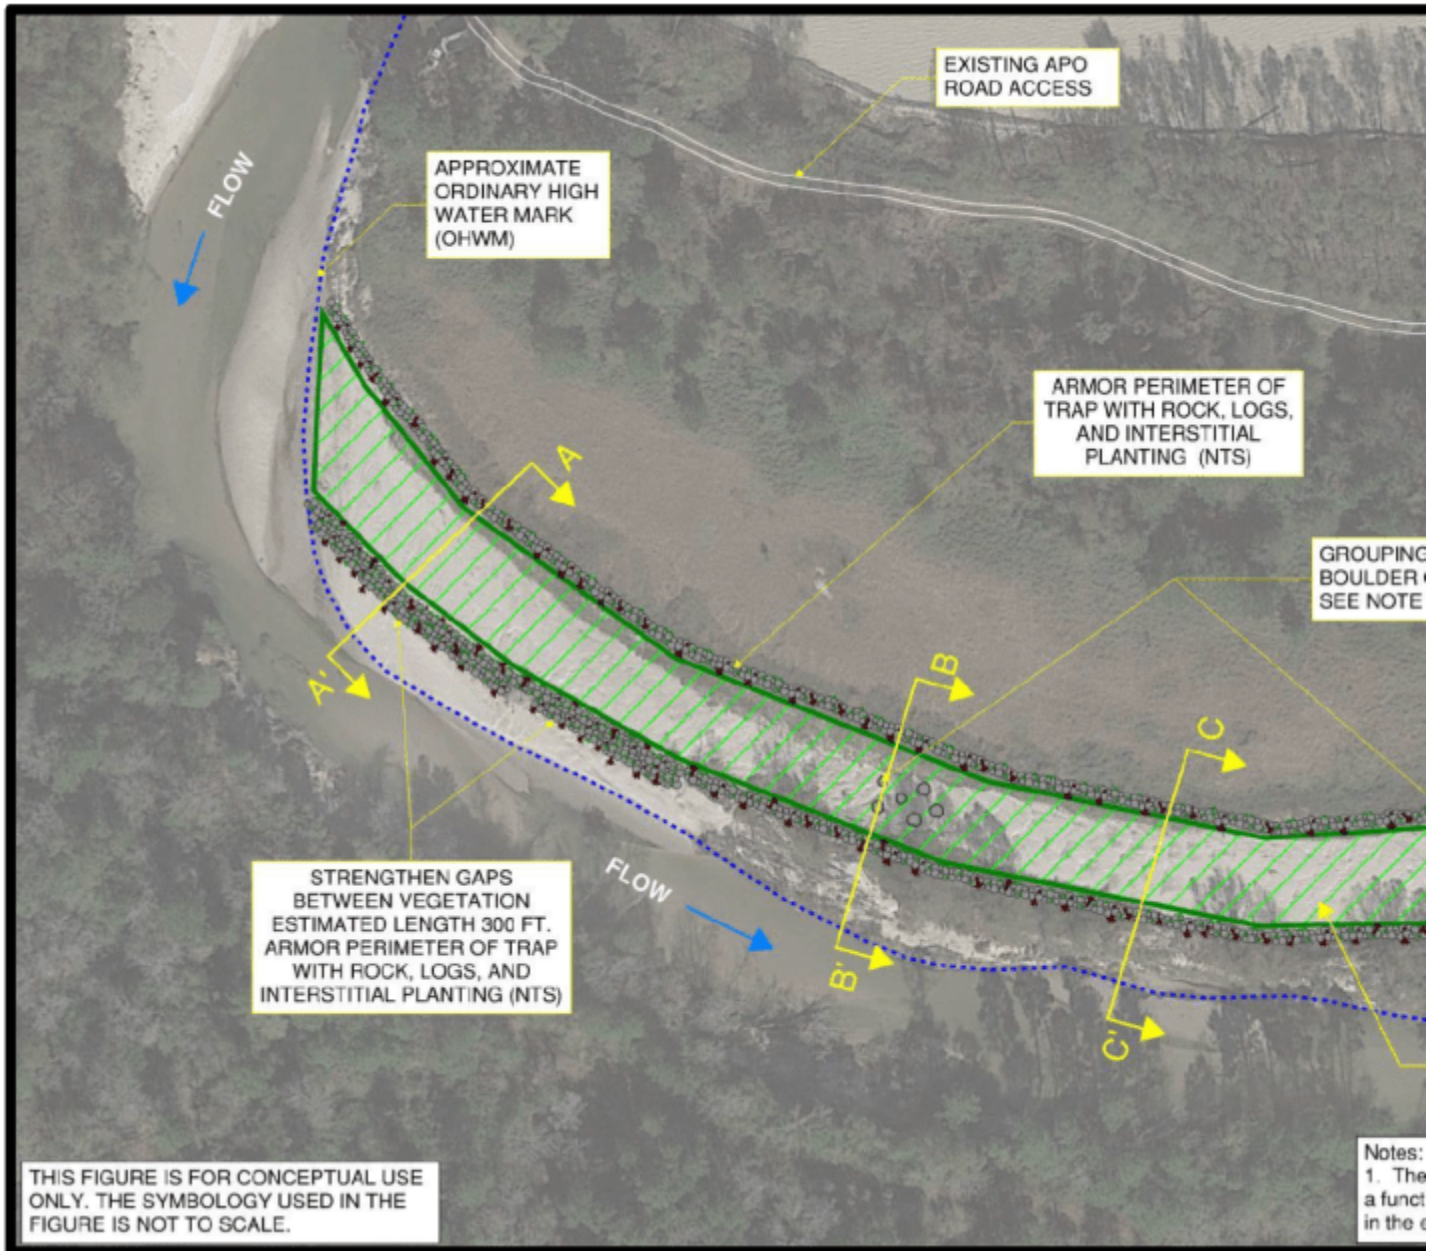 EXISTING APO
ROAD ACCESS
APPROXIMATE
ORDINARY HIGH
WATER MARK
(OHWM)
FLOW
ARMOR PERIMETER OF
TRAP WITH ROCK, LOGS,
AND INTERSTITIAL
PLANTING (NTS)
A
GROUPING
BOULDER
SEE NOTE
A'
B
C
STRENGTHEN GAPS
BETWEEN VEGETATION
ESTIMATED LENGTH 300 FT.
ARMOR PERIMETER OF TRAP
WITH ROCK, LOGS, AND
INTERSTITIAL PLANTING (NTS)
FLOW
B'
C'
THIS FIGURE IS FOR CONCEPTUAL USE
ONLY. THE SYMBOLOGY USED IN THE
FIGURE IS NOT TO SCALE.
Notes:
1. The
a funct
in the